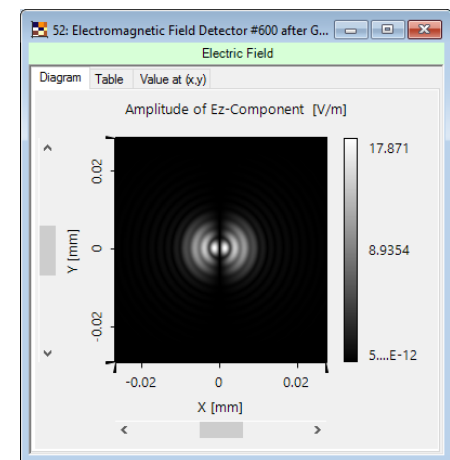 52: Electromagnetic Field Detector #600 after G...
Electric Field
Diagram Table Value at (x,y)
Amplitude of Ez-Component [V/m]
17.871
8.9354
5....E-12
0.02
0
-0.02
Y [mm]
-0.02 0 0.02
X [mm]